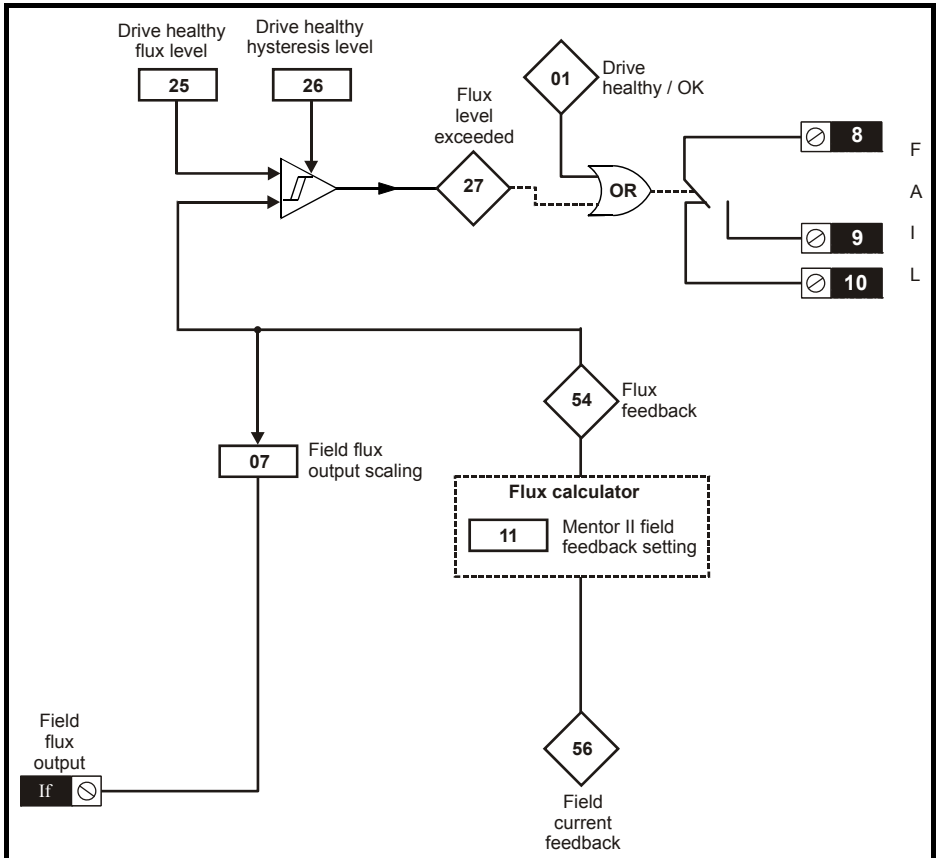 Drive healthy
flux level
25
Drive healthy
hysteresis level
26
Flux
level
exceeded
27
01
Drive
healthy / OK
OR
8
9
10
F
A
I
L
54
Flux
feedback
07
Field flux
output scaling
Flux calculator
11
Mentor II field
feedback setting
Field
flux
output
If
56
Field
current
feedback